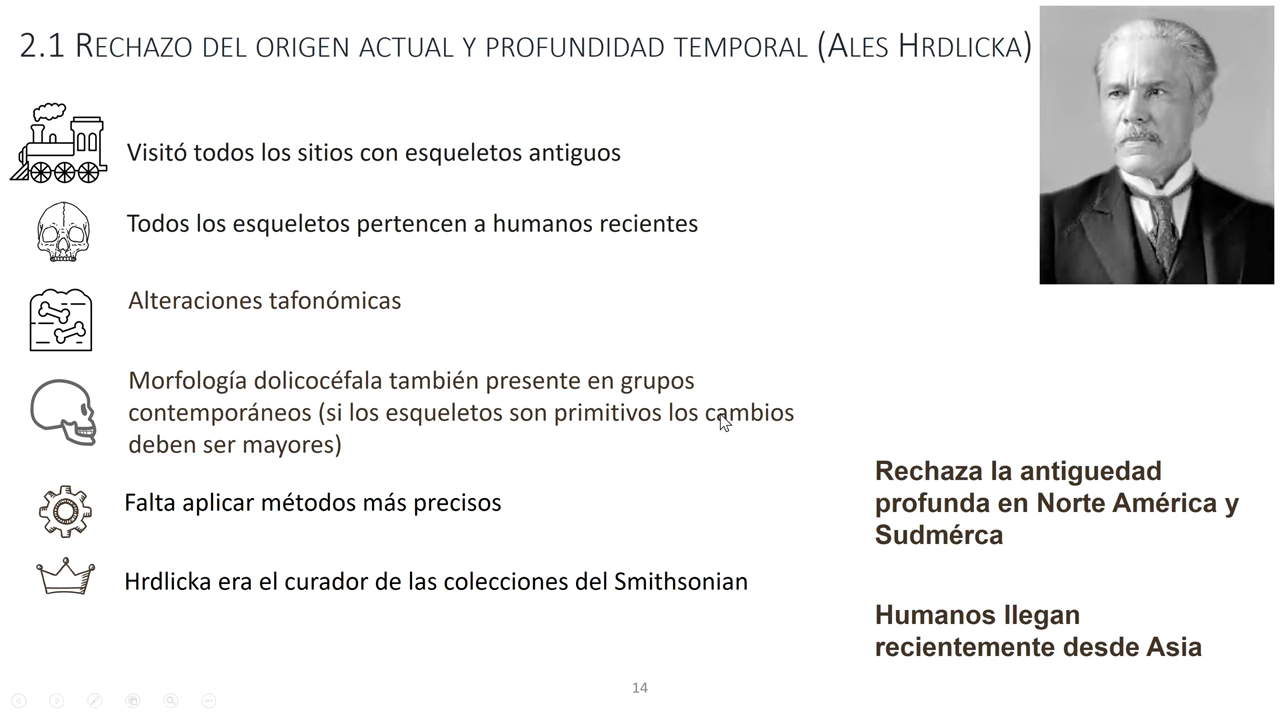 2.1 Rechazo del origen actual y profundidad temporal (Ales Hrdlicka)
Visitó todos los sitios con esqueletos antiguos
Todos los esqueletos pertencen a humanos recientes
Alteraciones tafonómicas
Morfología dolicocéfala también presente en grupos
contemporáneos (si los esqueletos son primitivos los cambios
deben ser mayores)
Falta aplicar métodos más precisos
Hrdlicka era el curador de las colecciones del Smithsonian
Rechaza la antiguedad
profunda en Norte América y
Sudmérca
Humanos llegan
recientemente desde Asia
14